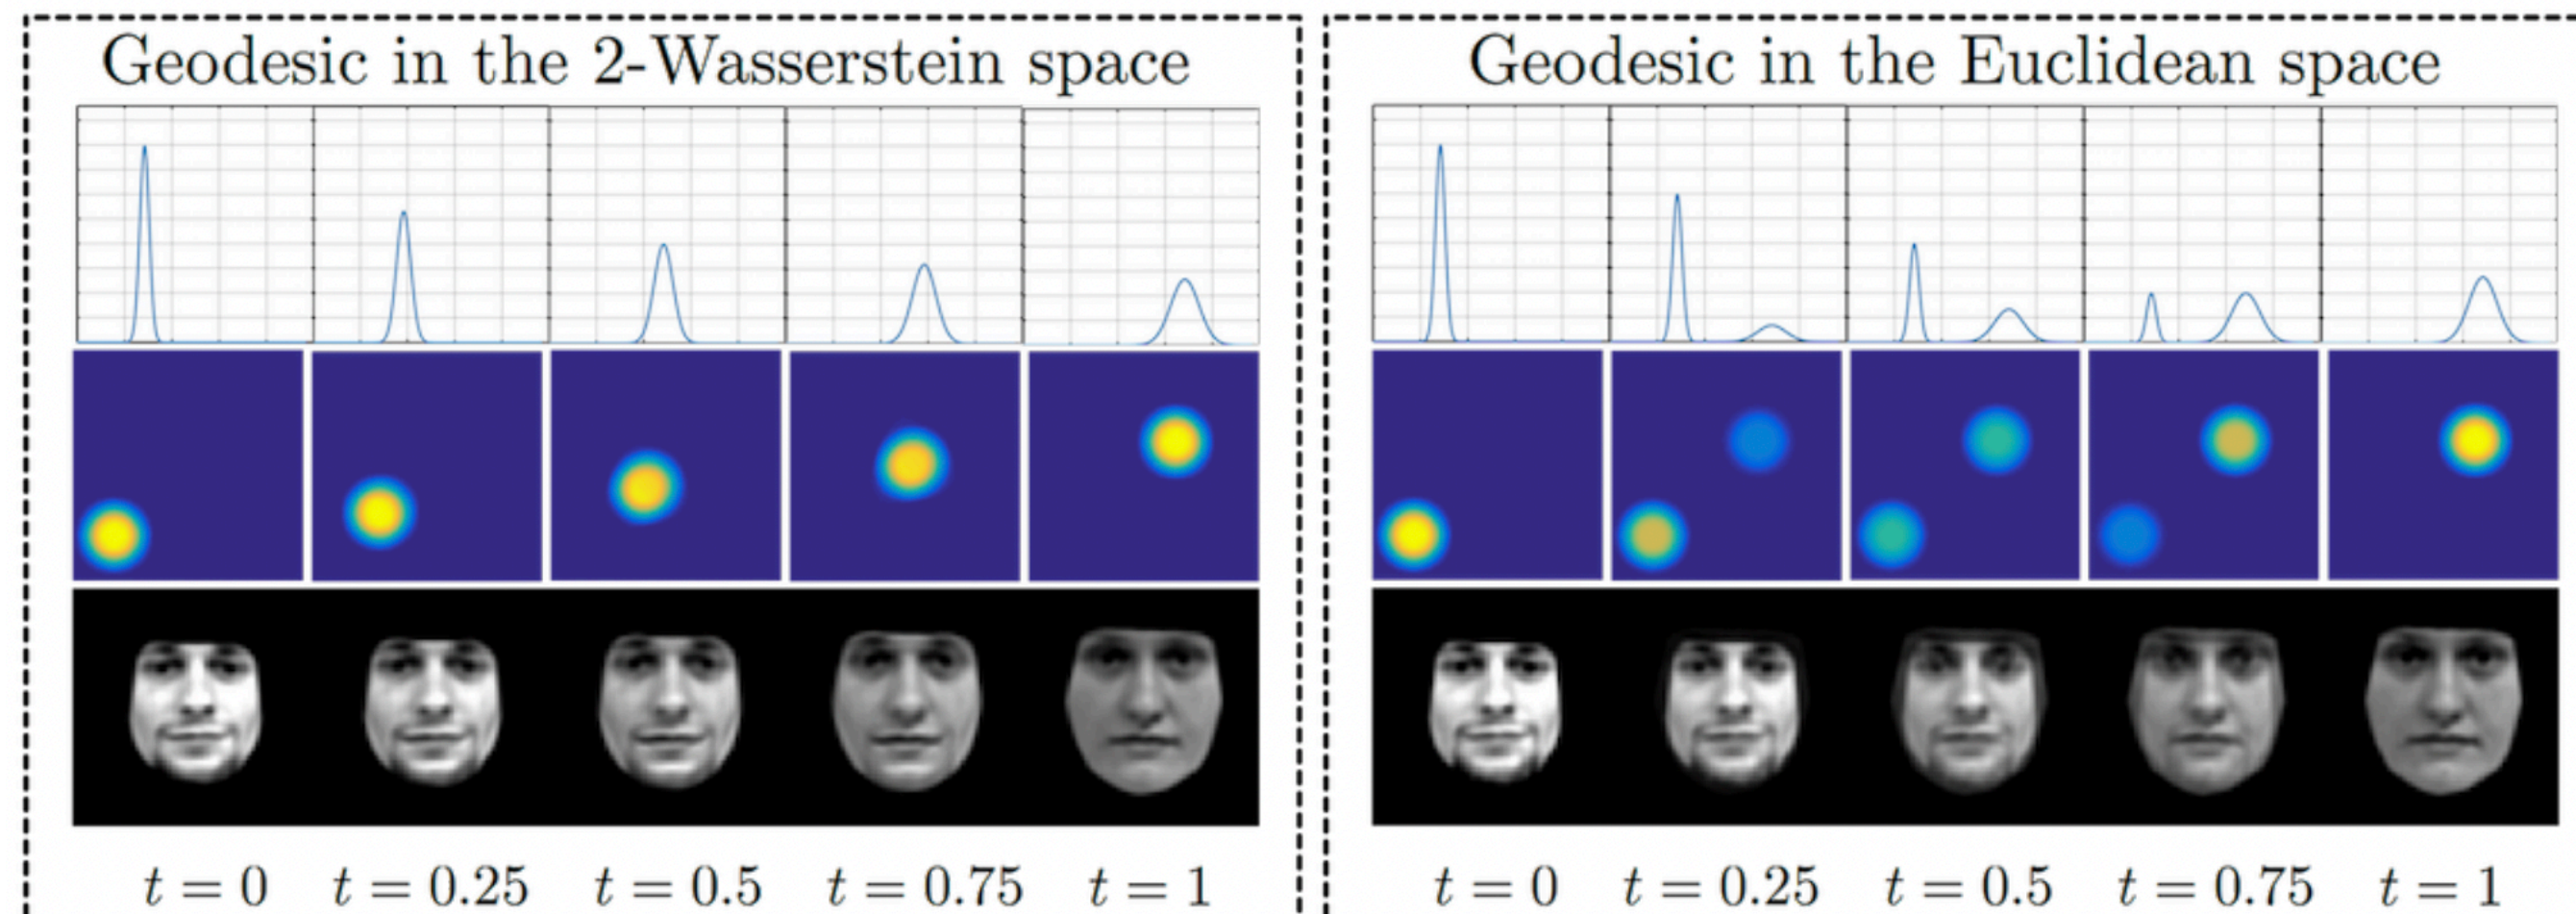 Geodesic in the 2-Wasserstein space
t = 0 t = 0.25 t = 0.5 t = 0.75 t = 1
Geodesic in the Euclidean space
t = 0 t = 0.25 t = 0.5 t = 0.75 t = 1